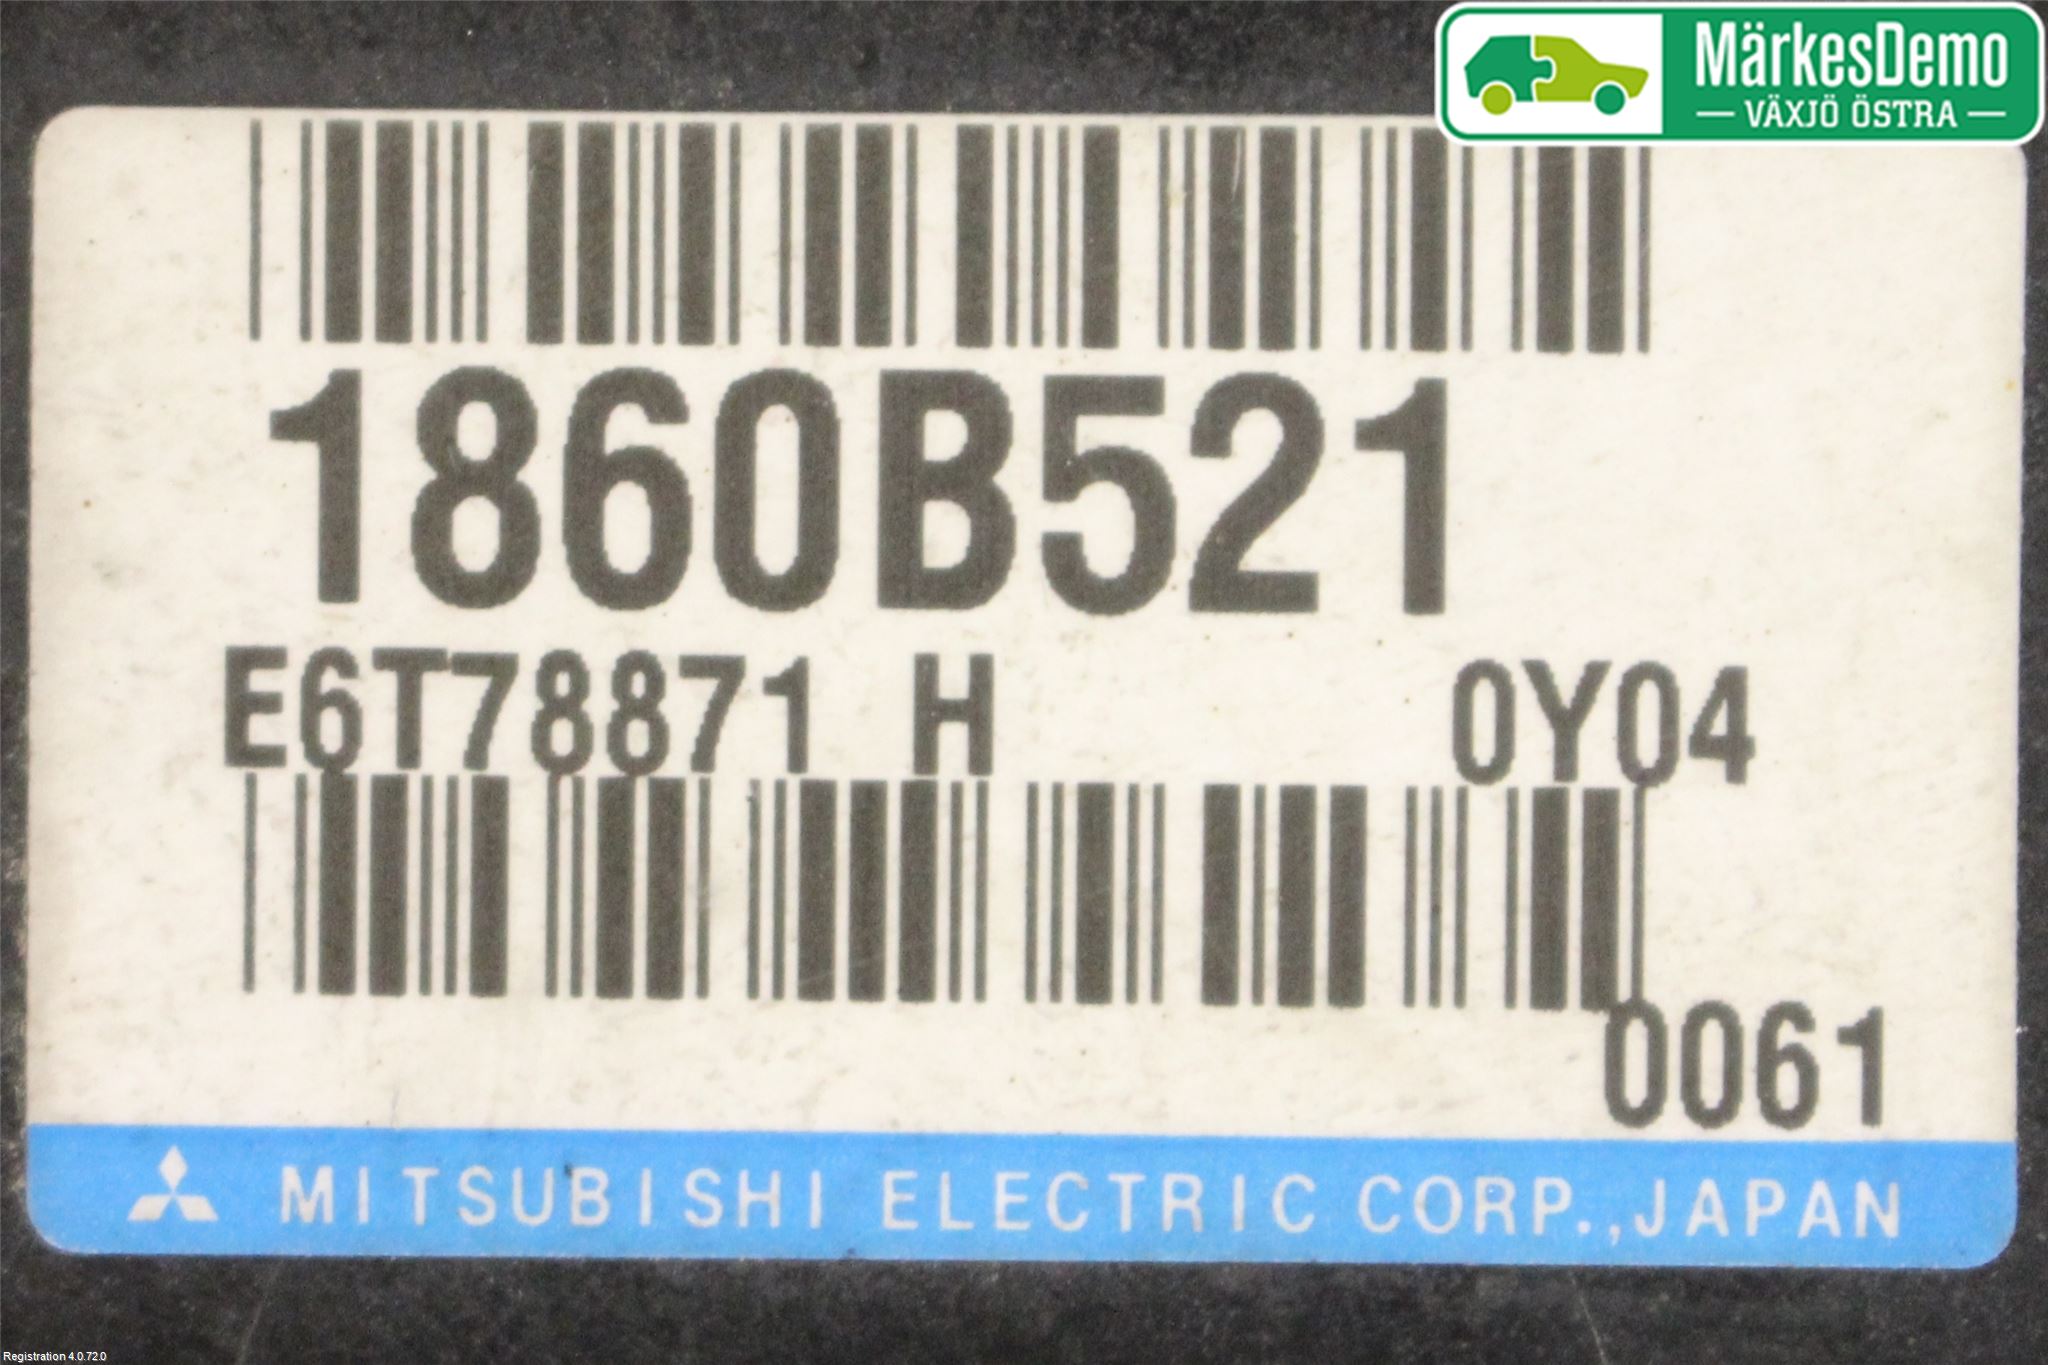 MärkesDemo
VÄXJÖ ÖSTRA
1860B521
E6T78871 H 0Y04
0061
MITSUBISHI ELECTRIC CORP.,JAPAN
Registration 4.0.72.0